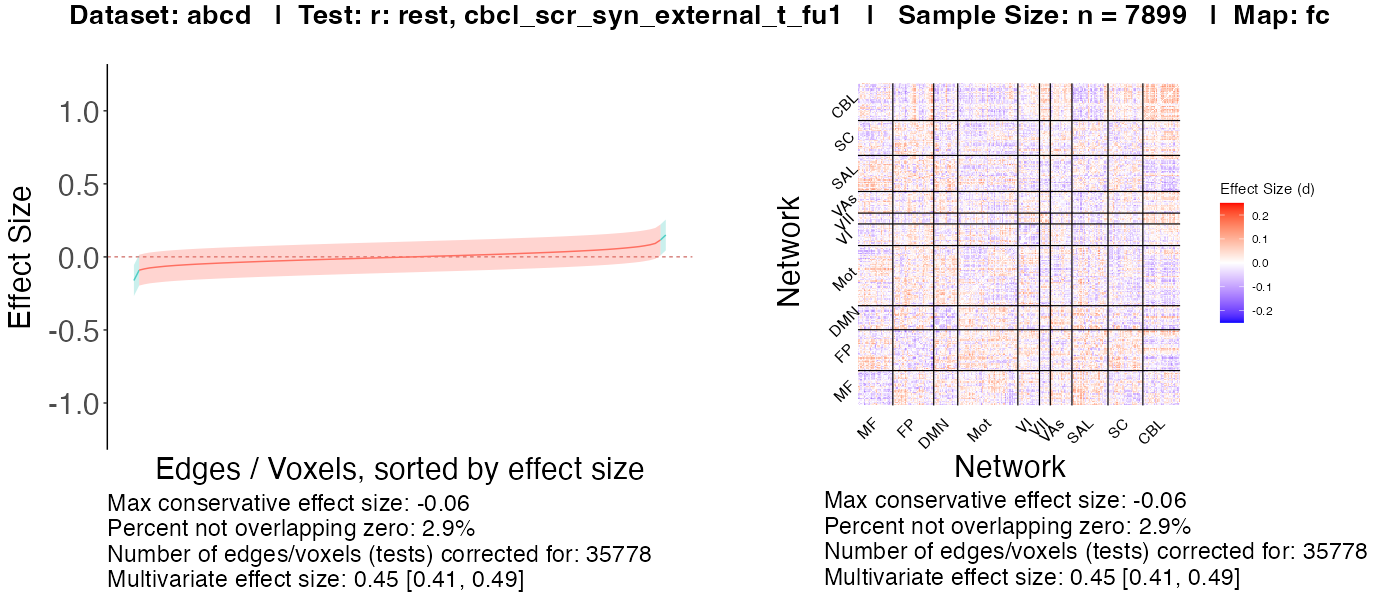 Dataset: abcd | Test: r: rest, cbcl_scr_syn_external_t_fu1 | Sample Size: n = 7899 | Map: fc
Effect Size
1.0
0.5
0.0
-0.5
-1.0
Edges / Voxels, sorted by effect size
Max conservative effect size: -0.06
Percent not overlapping zero: 2.9%
Number of edges/voxels (tests) corrected for: 35778
Multivariate effect size: 0.45 [0.41, 0.49]
Network
CBL
SC
SAL
VAs
VII
VI
Mot
DMN
FP
MF
MF
FP
DMN
Mot
VI
VII
VAs
SAL
SC
CBL
Network
Effect Size (d)
0.2
0.1
0.0
-0.1
-0.2
Max conservative effect size: -0.06
Percent not overlapping zero: 2.9%
Number of edges/voxels (tests) corrected for: 35778
Multivariate effect size: 0.45 [0.41, 0.49]